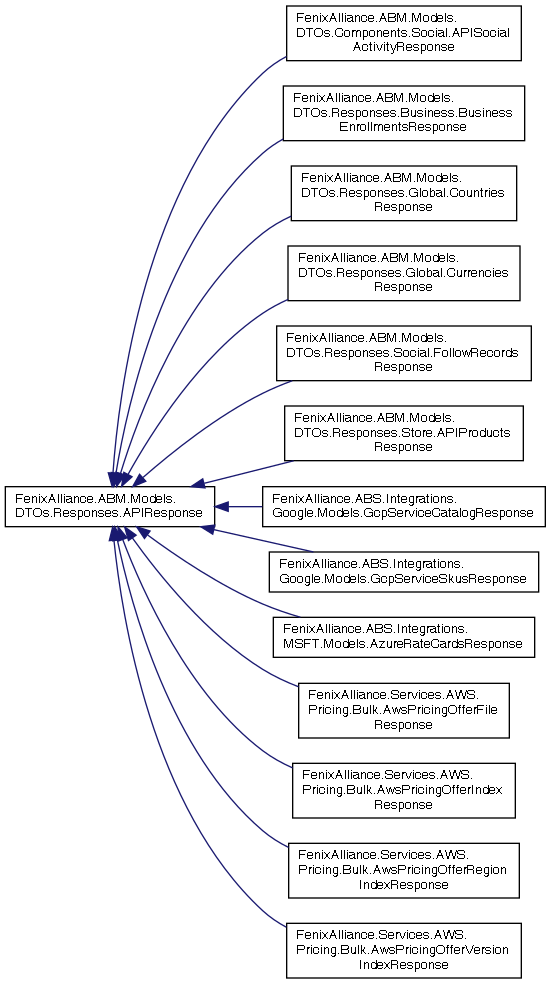 FenixAlliance.ABM.Models.
DTOs.Components.Social.APISocial
ActivityResponse
FenixAlliance.ABM.Models.
DTOs.Responses.Business.Business
EnrollmentsResponse
FenixAlliance.ABM.Models.
DTOs.Responses.Global.Countries
Response
FenixAlliance.ABM.Models.
DTOs.Responses.Global.Currencies
Response
FenixAlliance.ABM.Models.
DTOs.Responses.Social.FollowRecords
Response
FenixAlliance.ABM.Models.
DTOs.Responses.Store.APIProducts
Response
FenixAlliance.ABM.Models.
DTOs.Responses.APIResponse
FenixAlliance.ABS.Integrations.
Google.Models.GcpServiceCatalogResponse
FenixAlliance.ABS.Integrations.
Google.Models.GcpServiceSkusResponse
FenixAlliance.ABS.Integrations.
MSFT.Models.AzureRateCardsResponse
FenixAlliance.Services.AWS.
Pricing.Bulk.AwsPricingOfferFile
Response
FenixAlliance.Services.AWS.
Pricing.Bulk.AwsPricingOfferIndex
Response
FenixAlliance.Services.AWS.
Pricing.Bulk.AwsPricingOfferRegion
IndexResponse
FenixAlliance.Services.AWS.
Pricing.Bulk.AwsPricingOfferVersion
IndexResponse